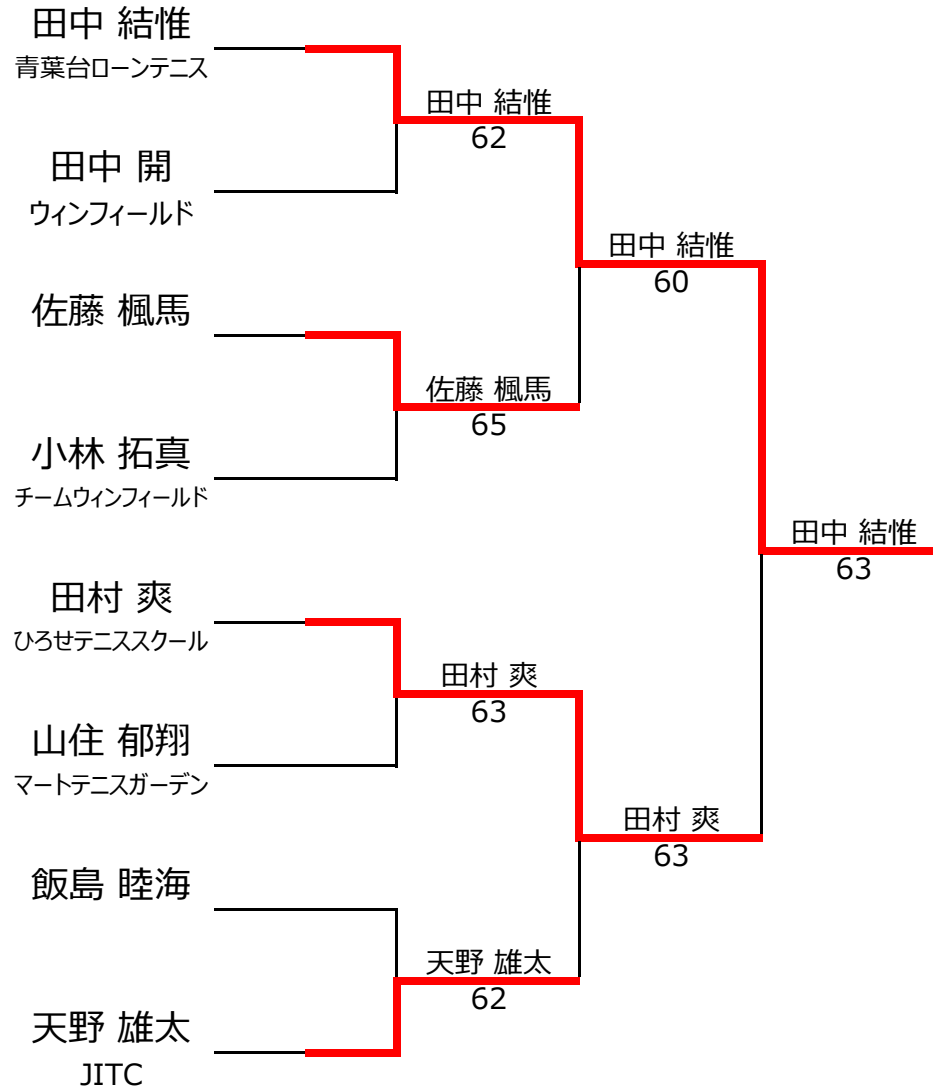 田中 結惟
青葉台ローンテニス
田中 開
ウィンフィールド
佐藤 楓馬
小林 拓真
チームウィンフィールド
田村 爽
ひろせテニススクール
山住 郁翔
マートテニスガーデン
飯島 睦海
天野 雄太
JITC
田中 結惟
62
佐藤 楓馬
65
田村 爽
63
天野 雄太
62
田中 結惟
60
田村 爽
63
田中 結惟
63